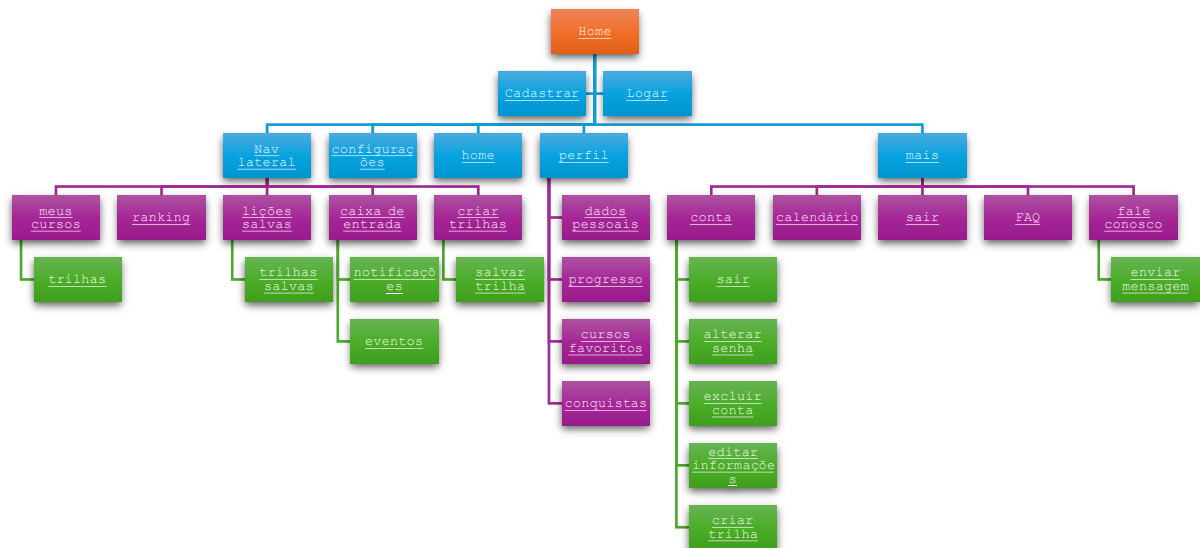 Home
Cadastrar
Logar
Nav
lateral
configuraç
ões
home
perfil
mais
meus
cursos
ranking
lições
salvas
caixa de
entrada
criar
trilhas
dados
pessoais
conta
calendário
sair
FAQ
fale
conosco
trilhas
trilhas
salvas
notificaçõ
es
salvar
trilha
progresso
sair
enviar
mensagem
eventos
cursos
favoritos
alterar
senha
conquistas
excluir
conta
editar
informaçõe
s
criar
trilha